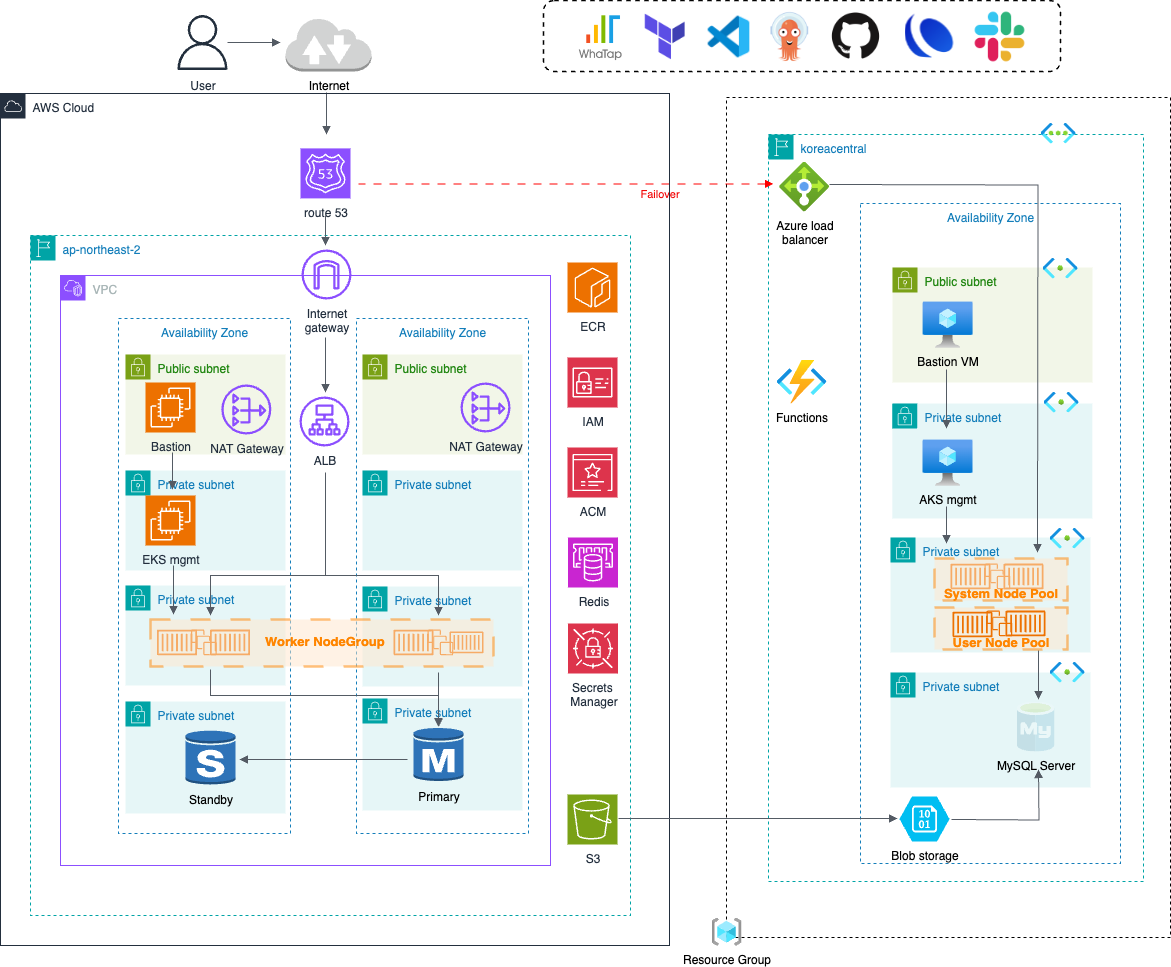 WhaTap
User
Internet
AWS Cloud
53
route 53
Failover
koreacentral
Azure load
balancer
Availability Zone
ap-northeast-2
VPC
Internet
gateway
Availability Zone
Availability Zone
Public subnet
Public subnet
Bastion
NAT Gateway
NAT Gateway
ALB
Private subnet
Private subnet
EKS mgmt
Private subnet
Private subnet
Worker NodeGroup
Private subnet
Private subnet
S
M
Standby
Primary
ECR
IAM
ACM
Redis
Secrets
Manager
S3
Functions
Public subnet
Bastion VM
Private subnet
AKS mgmt
Private subnet
System Node Pool
User Node Pool
Private subnet
My
MySQL Server
10
01
Blob storage
Resource Group